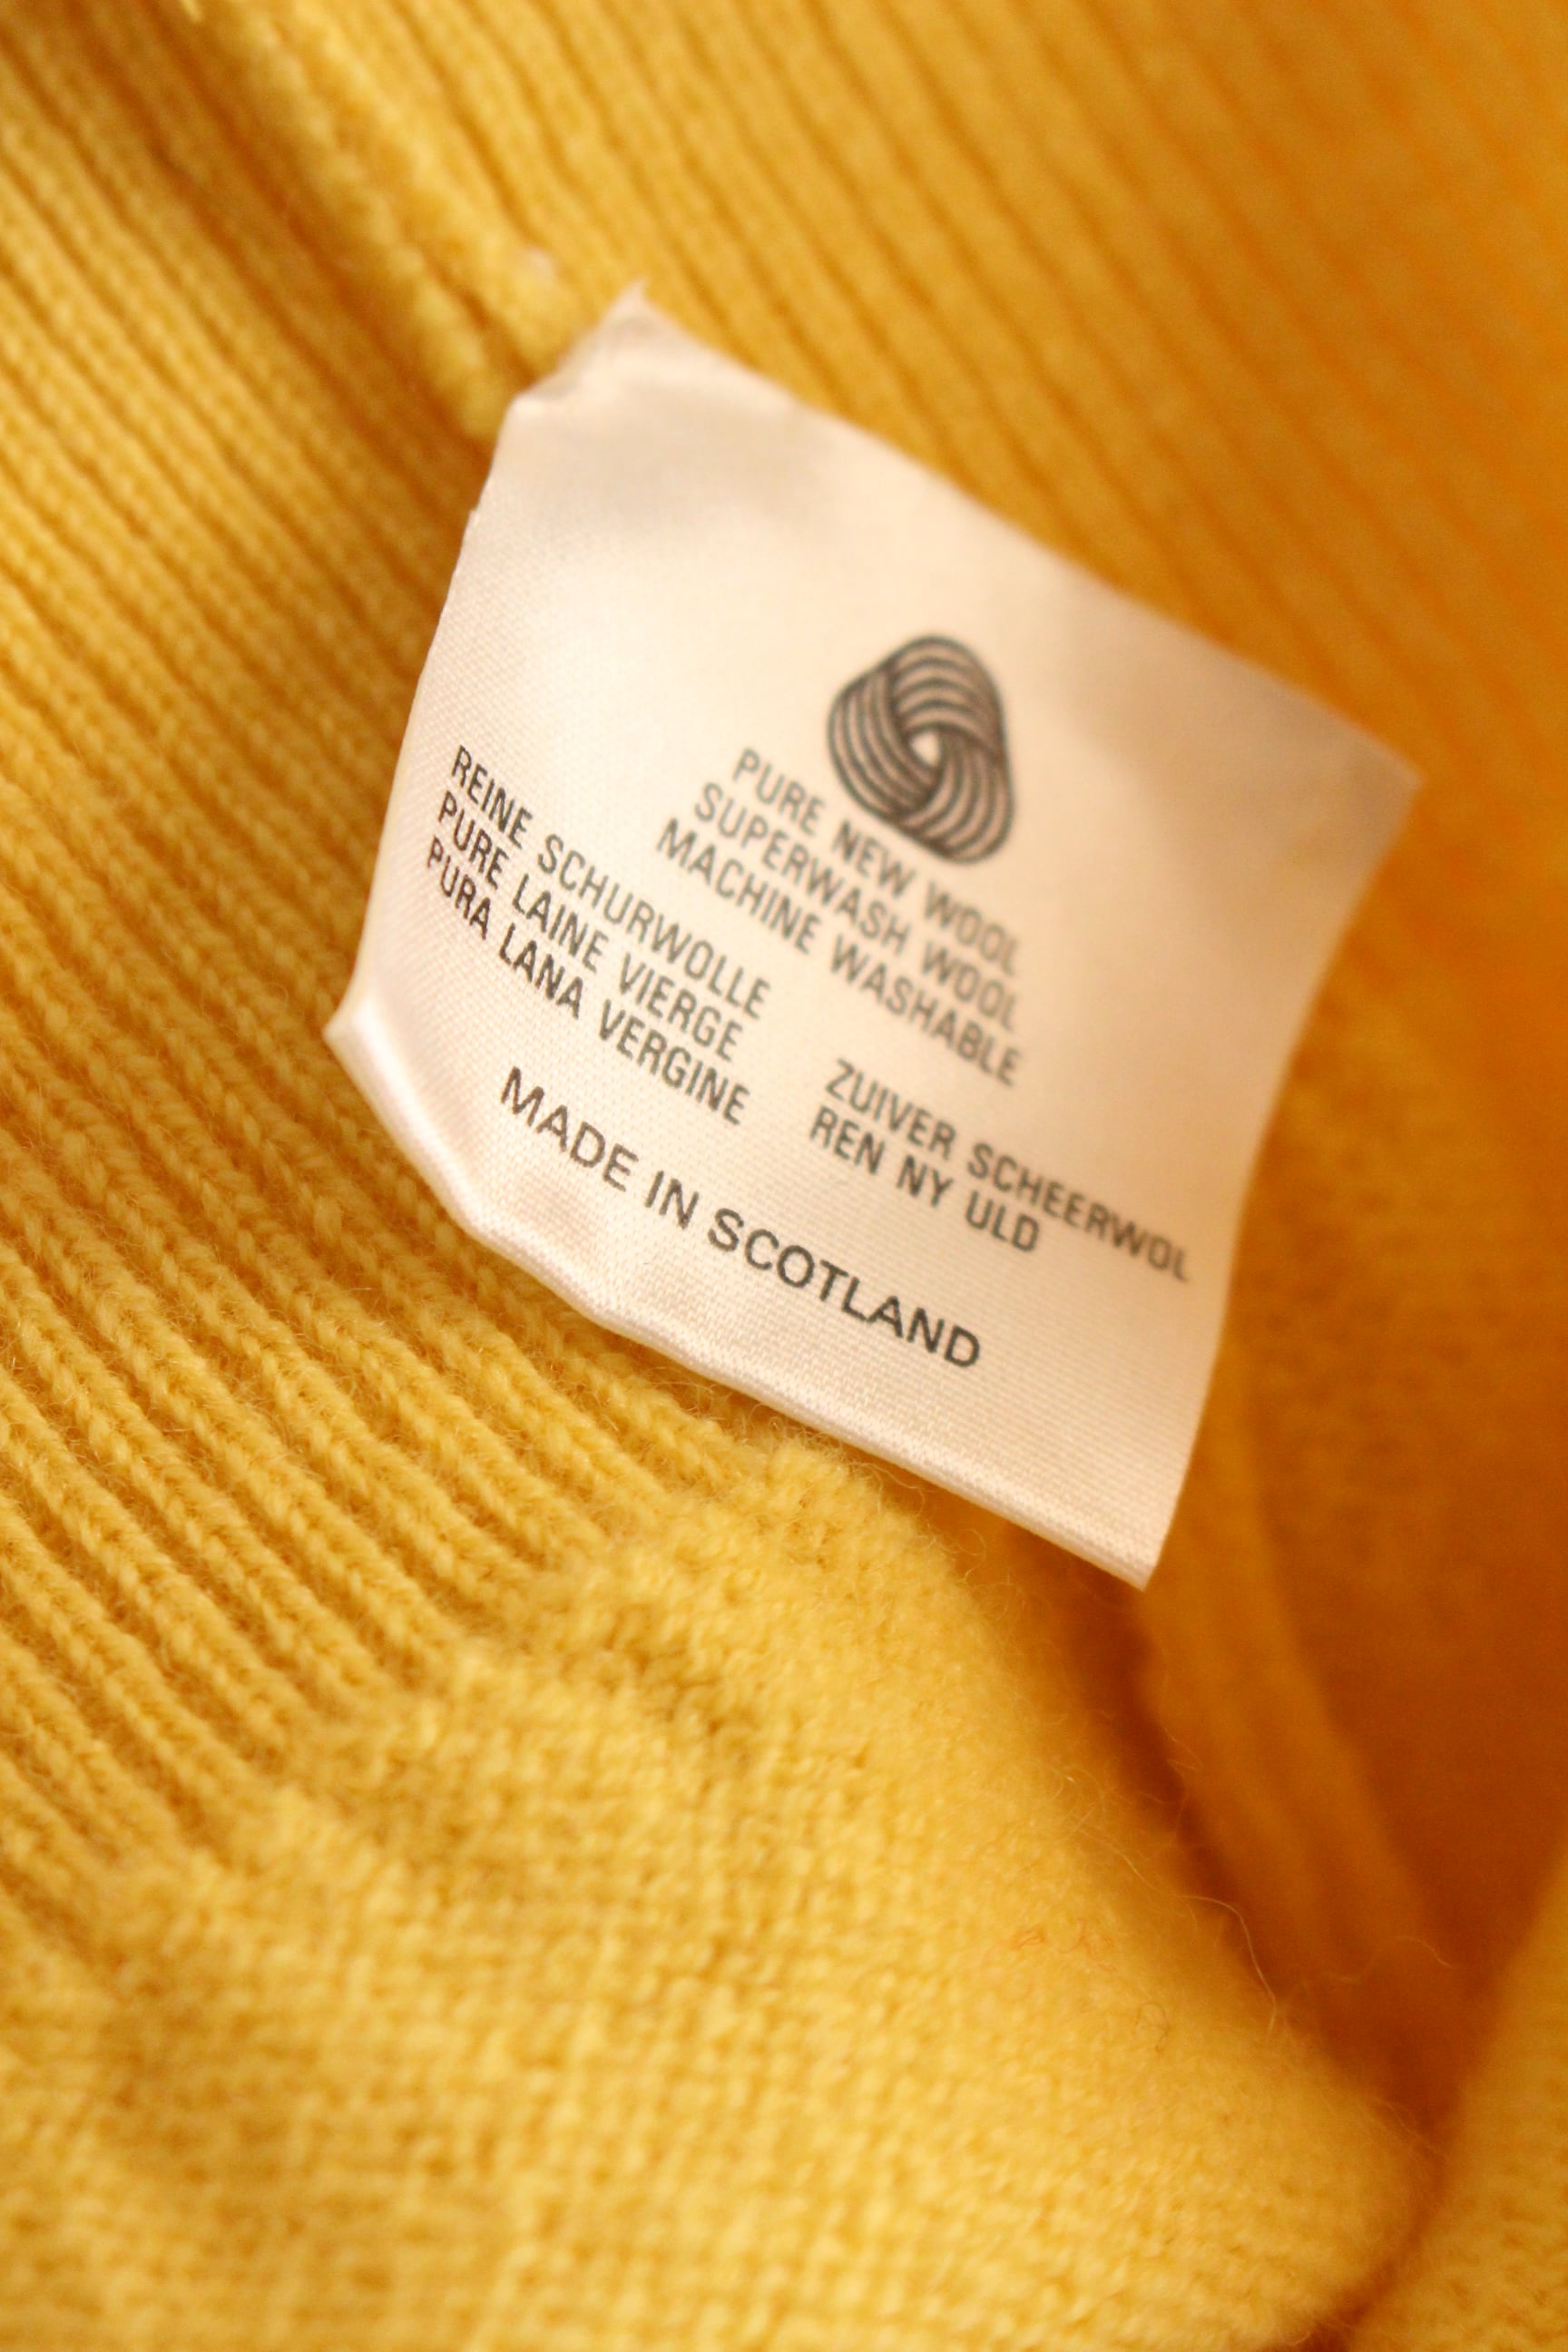 PURE NEW WOOL
SUPERWASH WOOL
MACHINE WASHABLE
REINE SCHURWOLLE
PURE LAINE VIERGE
PURA LANA VERGINE
ZUIVER SCHEERWOL
REN NY ULD
MADE IN SCOTLAND